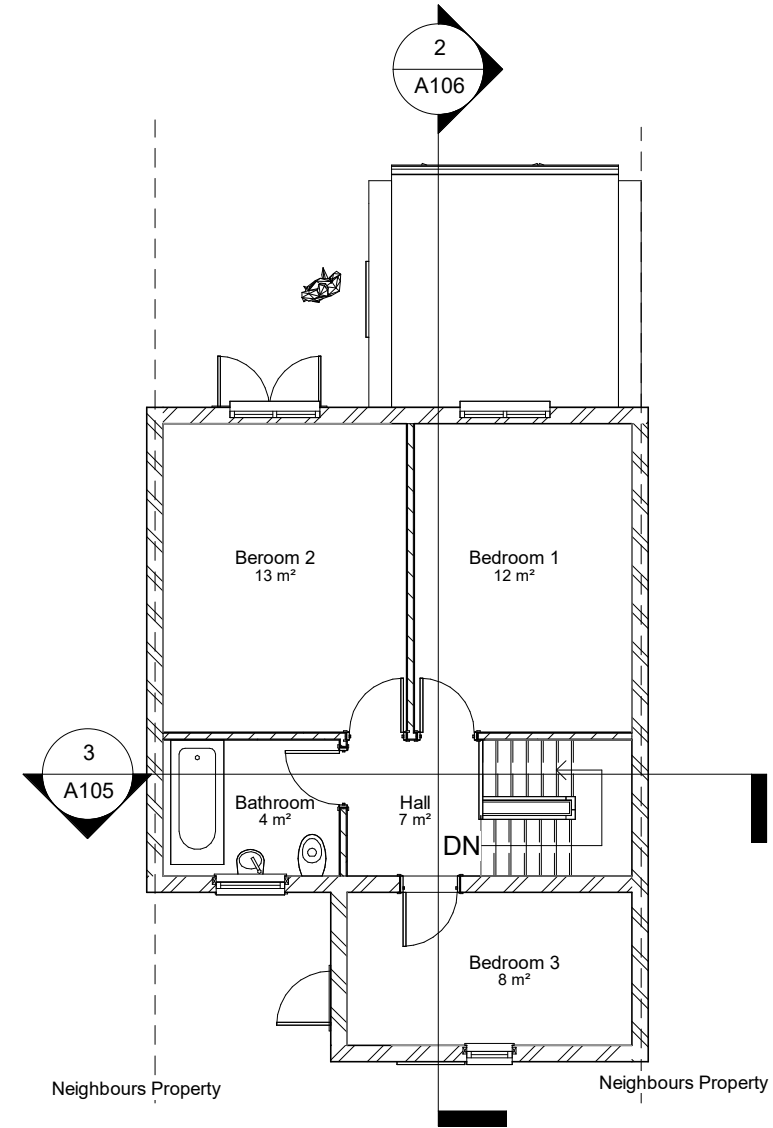 2
A106
Beroom 2
13 m²
Bedroom 1
12 m²
3
A105
Bathroom
4 m²
Hall
7 m²
DN
Bedroom 3
8 m²
Neighbours Property
Neighbours Property